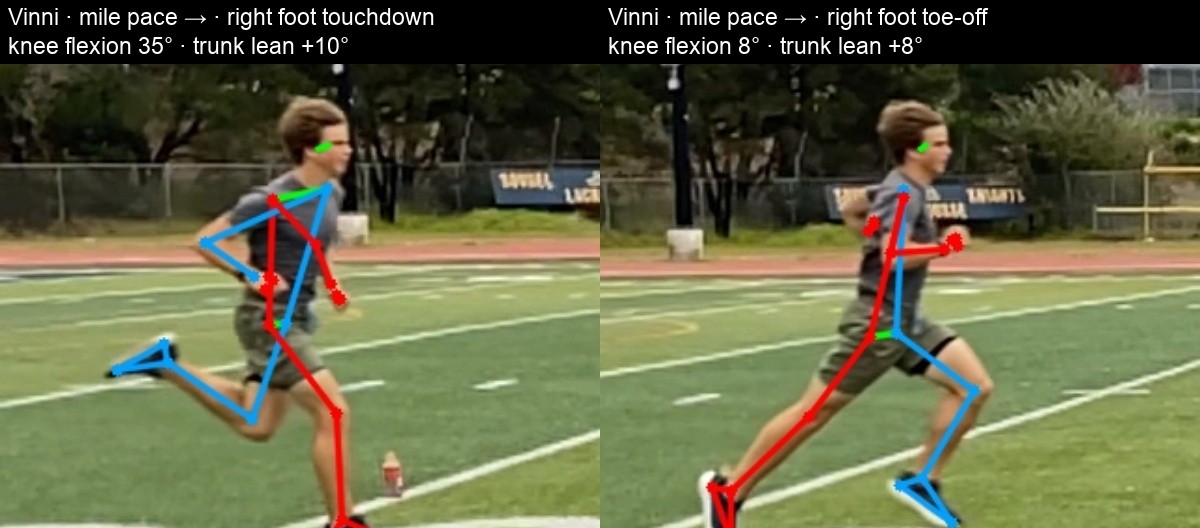 Vinni · mile pace → · right foot touchdown
knee flexion 35° · trunk lean +10°
Vinni · mile pace → · right foot toe-off
knee flexion 8° · trunk lean +8°
KNIGHTS